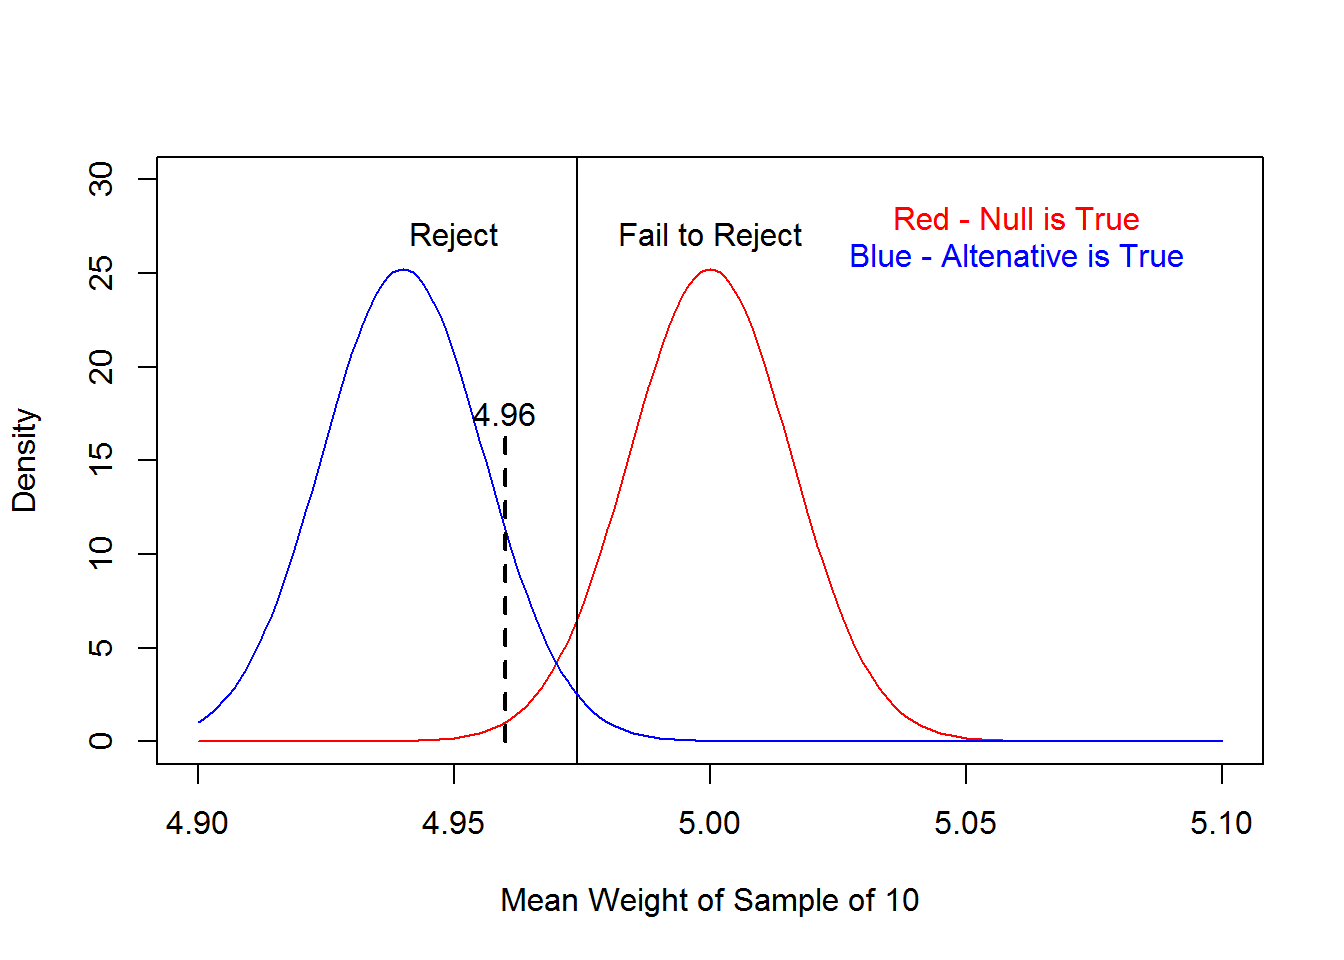 Reject
Fail to Reject
Red - Null is True
Blue - Altenative is True
4.96
Density
30
25
20
15
10
5
0
4.90
4.95
5.00
5.05
5.10
Mean Weight of Sample of 10